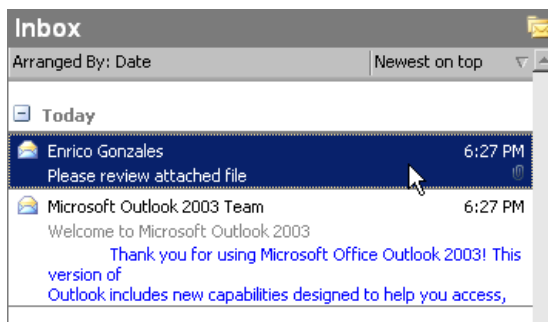 Inbox
Arranged By: Date Newest on top
Today
Enrico Gonzales 6:27 PM
Please review attached file
Microsoft Outlook 2003 Team 6:27 PM
Welcome to Microsoft Outlook 2003
Thank you for using Microsoft Office Outlook 2003! This
version of
Outlook includes new capabilities designed to help you access,